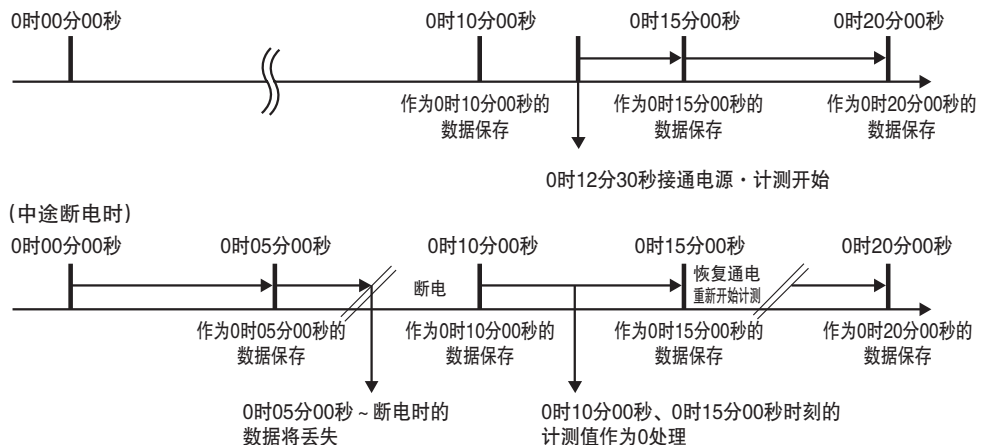 0时00分00秒 0时10分00秒 0时15分00秒 0时20分00秒
作为0时10分00秒的 作为0时15分00秒的 作为0时20分00秒的
数据保存 数据保存 数据保存
0时12分30秒接通电源・计测开始
(中途断电时)
0时00分00秒 0时05分00秒 0时10分00秒 0时15分00秒 0时20分00秒
断电 恢复通电
重新开始计测
作为0时05分00秒的 作为0时10分00秒的 作为0时15分00秒的 作为0时20分00秒的
数据保存 数据保存 数据保存 数据保存
0时05分00秒~断电时的 0时10分00秒、0时15分00秒时刻的
数据将丢失 计测值作为0处理